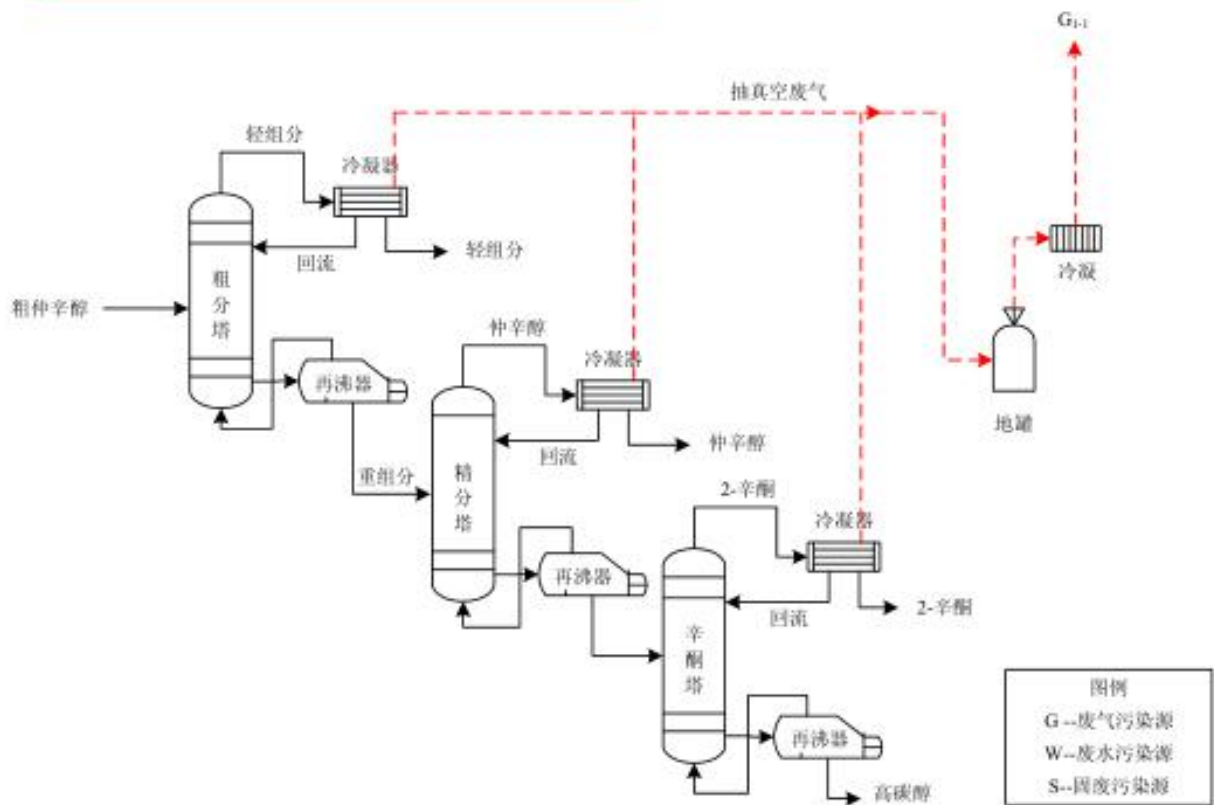 G1-1
抽真空废气
轻组分
冷凝器
轻组分
回流
粗分塔
粗仲辛醇
再沸器
冷凝
地罐
仲辛醇
冷凝器
仲辛醇
回流
重组分
精分塔
再沸器
2-辛酮
冷凝器
2-辛酮
回流
辛酮塔
再沸器
高碳醇
图例
G --废气污染源
W--废水污染源
S--固废污染源